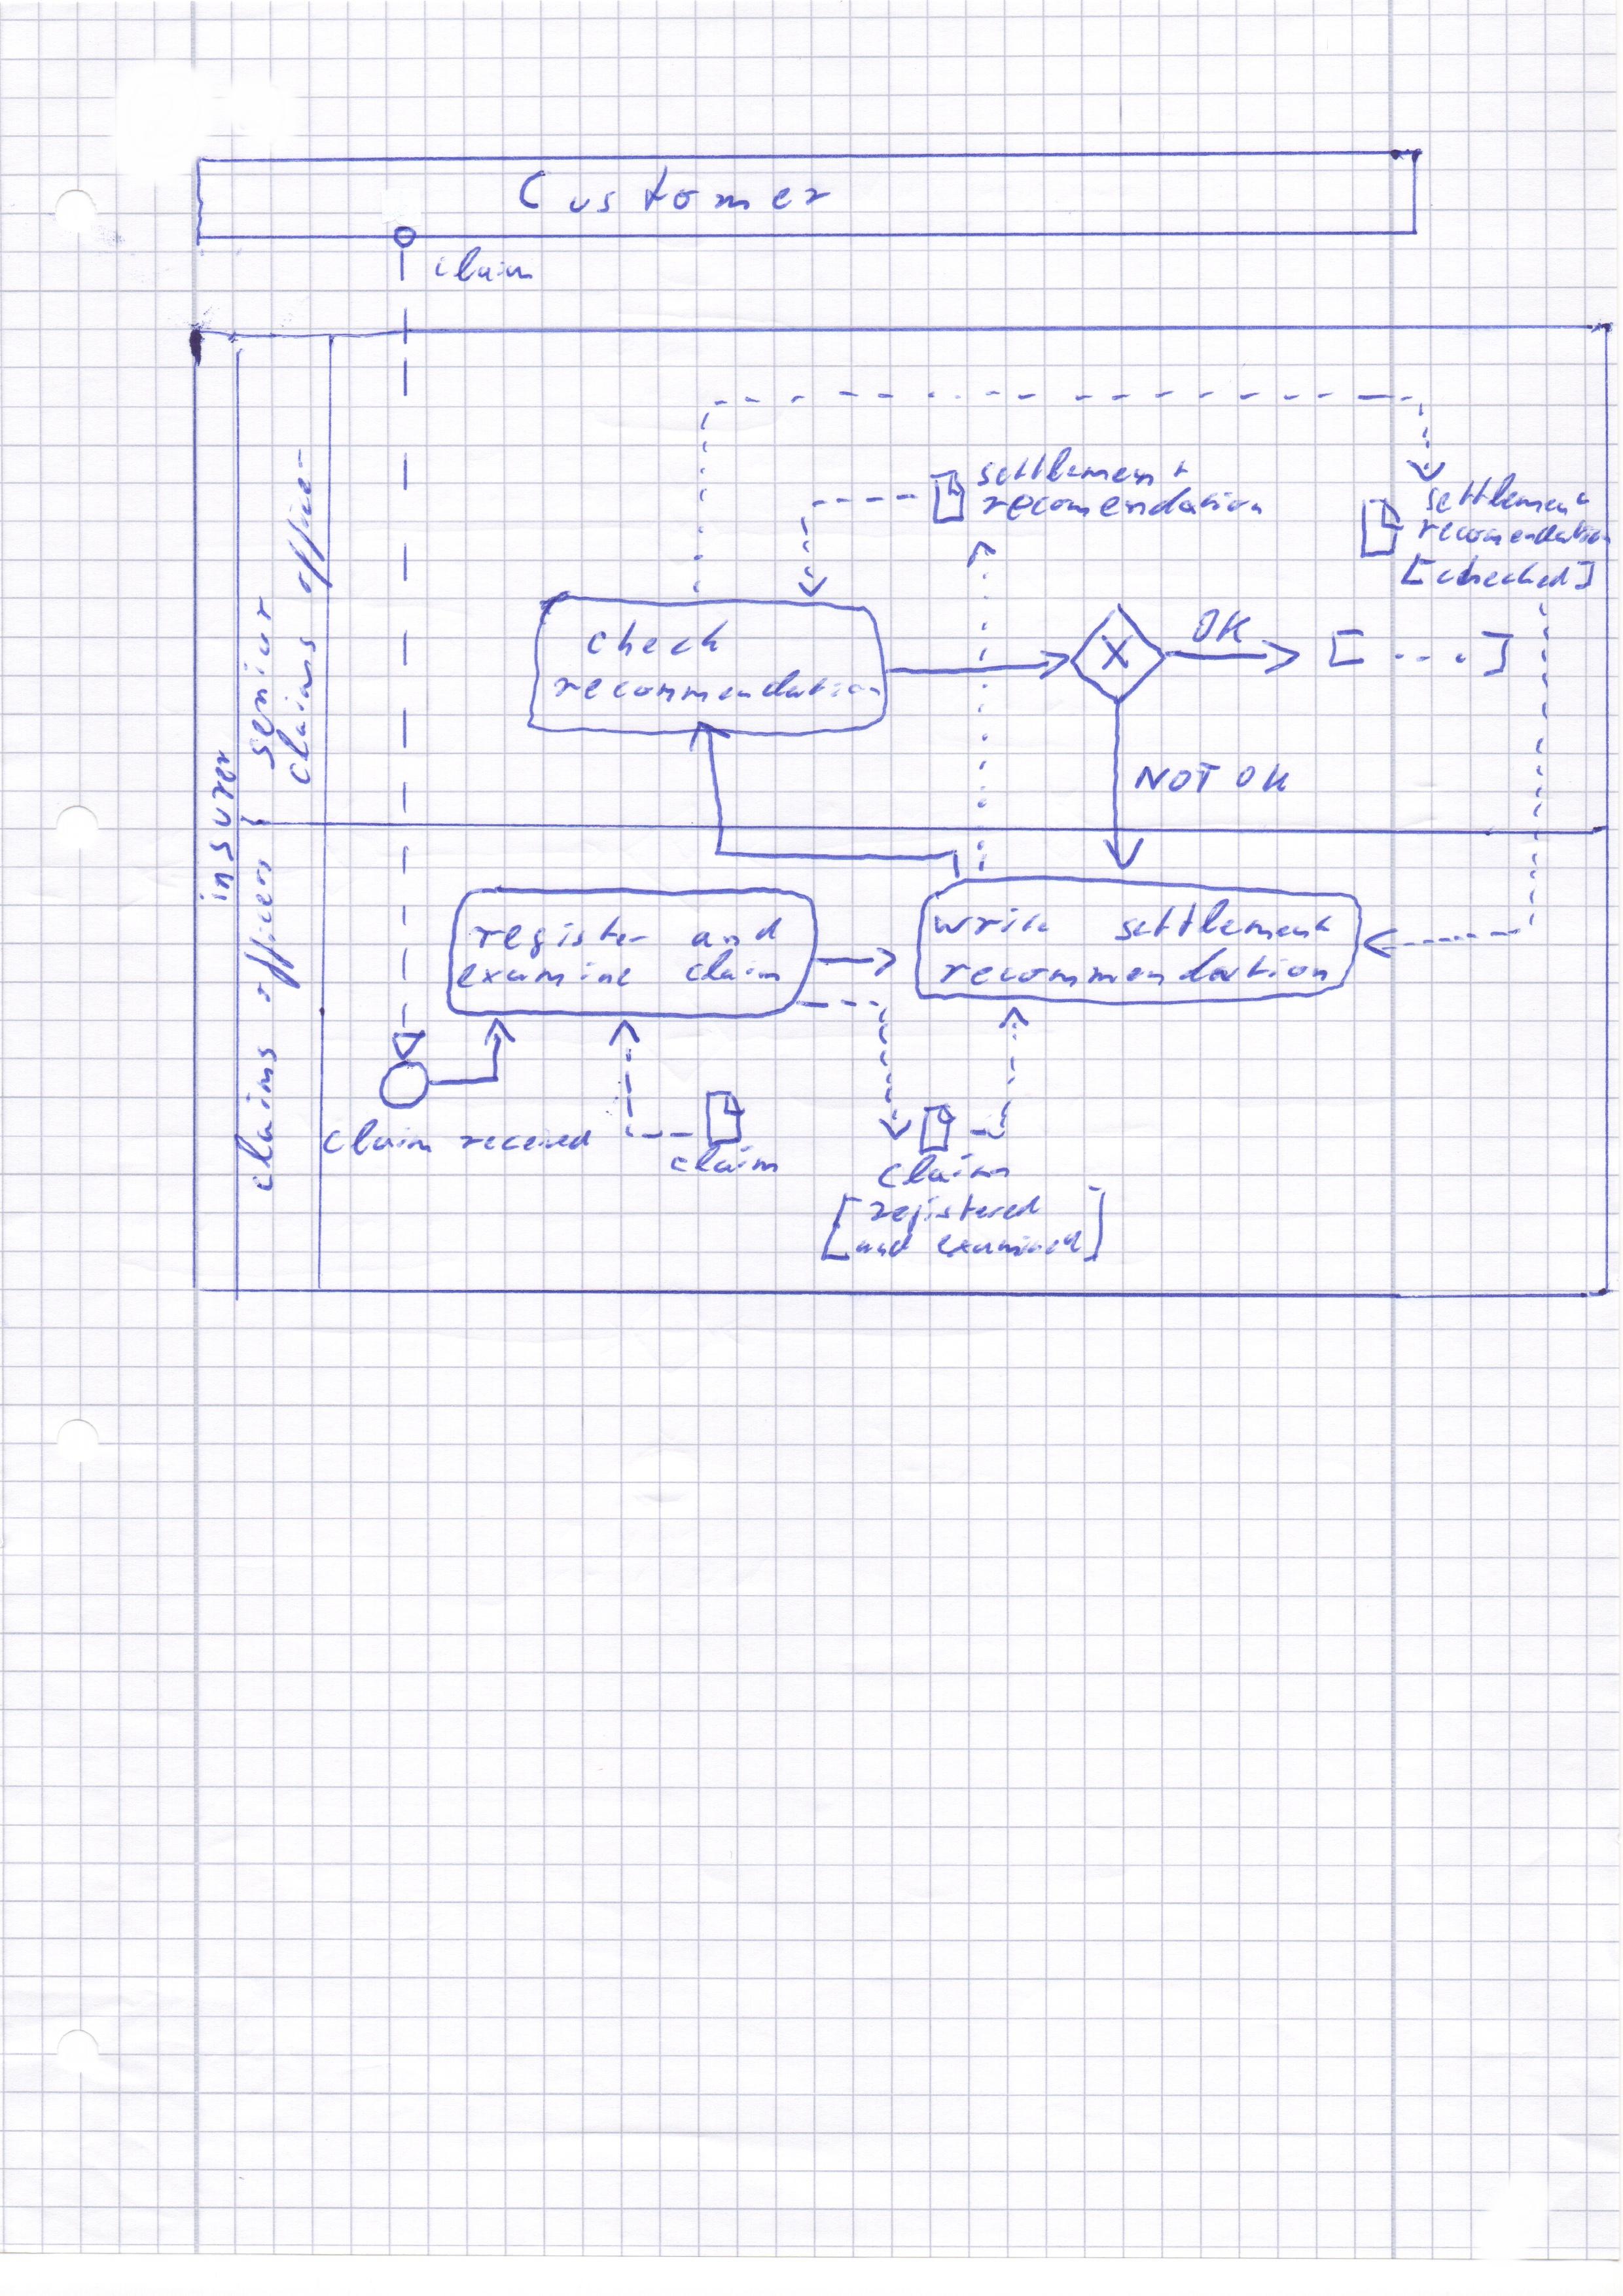 Customer
claim
insurer
senior
claims officer
claims officer
settlement
recomendation
settlement
recomendation
[checked]
check
recommendation
X
OK
[...]
NOT OK
register and
examine claim
write settlement
recommendation
claim received
claim
claim
[registered
and examined]